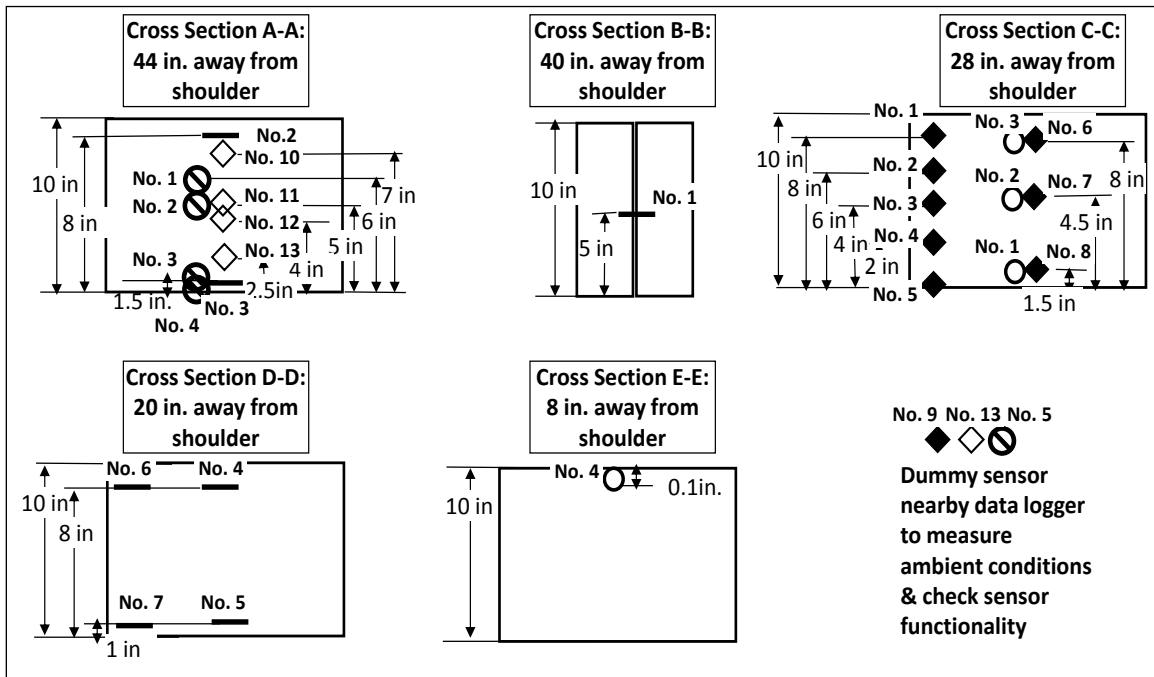 Cross Section A-A:
44 in. away from
shoulder
Cross Section B-B:
40 in. away from
shoulder
Cross Section C-C:
28 in. away from
shoulder
No.2
No. 10
No. 1
No. 11
No. 2
No. 12
No. 13
No. 3
No. 3
No. 4
10 in
8 in
7 in
6 in
5 in
4 in
2.5in
1.5in.
10 in
5 in
No. 1
No. 1
No. 3
No. 6
No. 2
No. 2
No. 7
No. 3
No. 4
No. 1
No. 8
No. 5
10 in
8 in
6 in
4 in
2 in
8 in
4.5 in
1.5 in
Cross Section D-D:
20 in. away from
shoulder
Cross Section E-E:
8 in. away from
shoulder
No. 6
No. 4
10 in
8 in
No. 7
No. 5
1 in
No. 4
0.1in.
10 in
No. 9 No. 13 No. 5
Dummy sensor
nearby data logger
to measure
ambient conditions
& check sensor
functionality